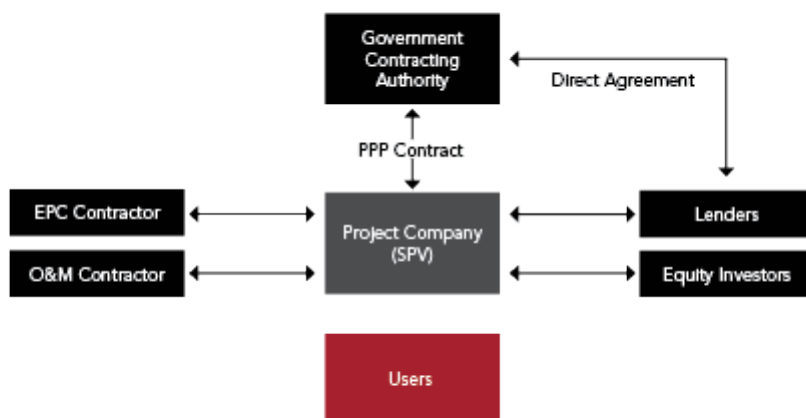 Government
Contracting
Authority
Direct Agreement
PPP Contract
EPC Contractor
Project Company
(SPV)
Lenders
O&M Contractor
Equity Investors
Users